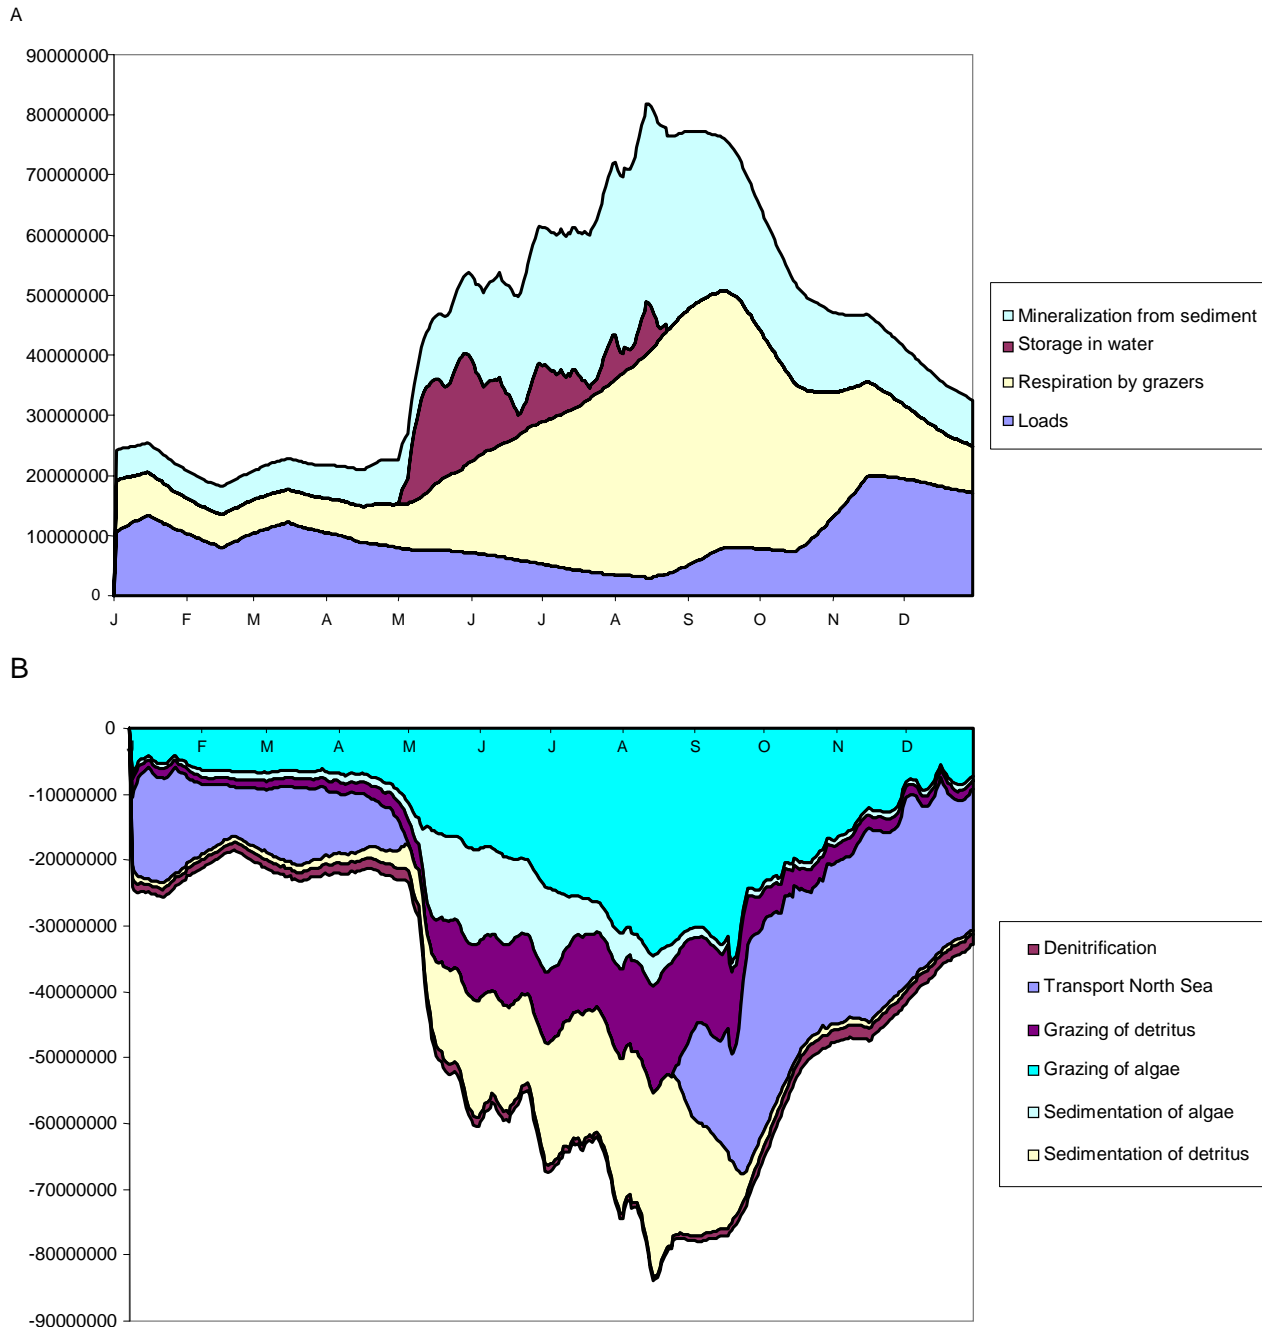 A
90000000
80000000
70000000
60000000
50000000
40000000
30000000
20000000
10000000
0
J F M A M J J A S O N D
Mineralization from sediment
Storage in water
Respiration by grazers
Loads
B
0
-10000000
-20000000
-30000000
-40000000
-50000000
-60000000
-70000000
-80000000
-90000000
J F M A M J J A S O N D
Denitrification
Transport North Sea
Grazing of detritus
Grazing of algae
Sedimentation of algae
Sedimentation of detritus